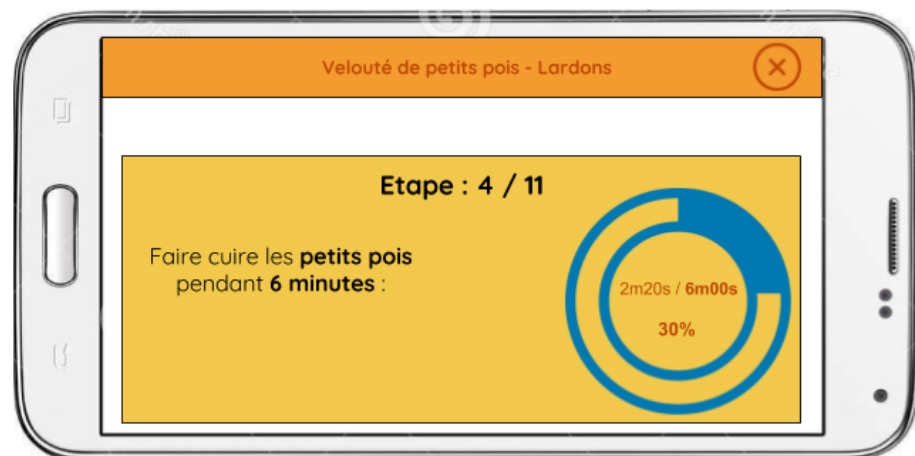 Velouté de petits pois - Lardons
Etape : 4 / 11
Faire cuire les petits pois
pendant 6 minutes :
2m20s / 6m00s
30%